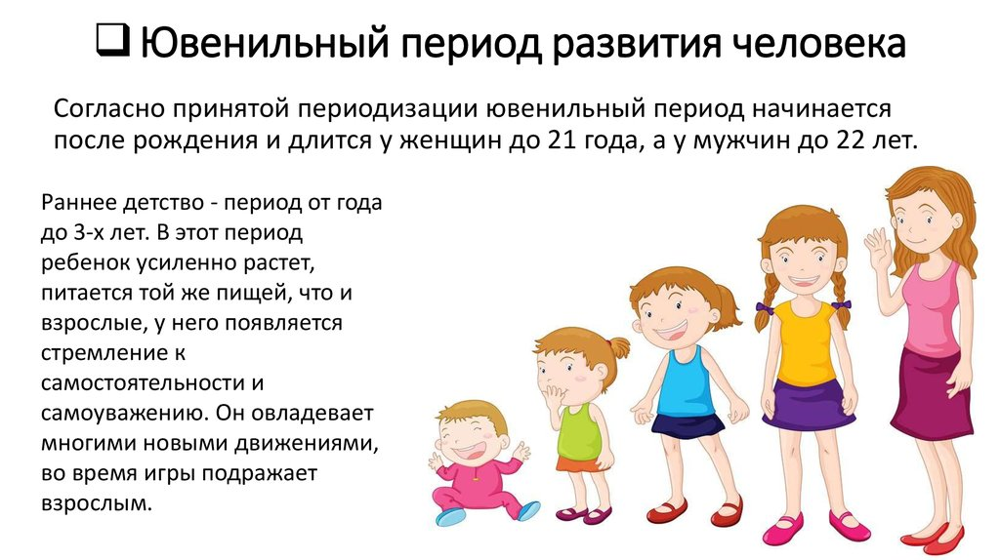 ❑ Ювенильный период развития человека
Согласно принятой периодизации ювенильный период начинается
после рождения и длится у женщин до 21 года, а у мужчин до 22 лет.
Раннее детство - период от года
до 3-х лет. В этот период
ребенок усиленно растет,
питается той же пищей, что и
взрослые, у него появляется
стремление к
самостоятельности и
самоуважению. Он овладевает
многими новыми движениями,
во время игры подражает
взрослым.